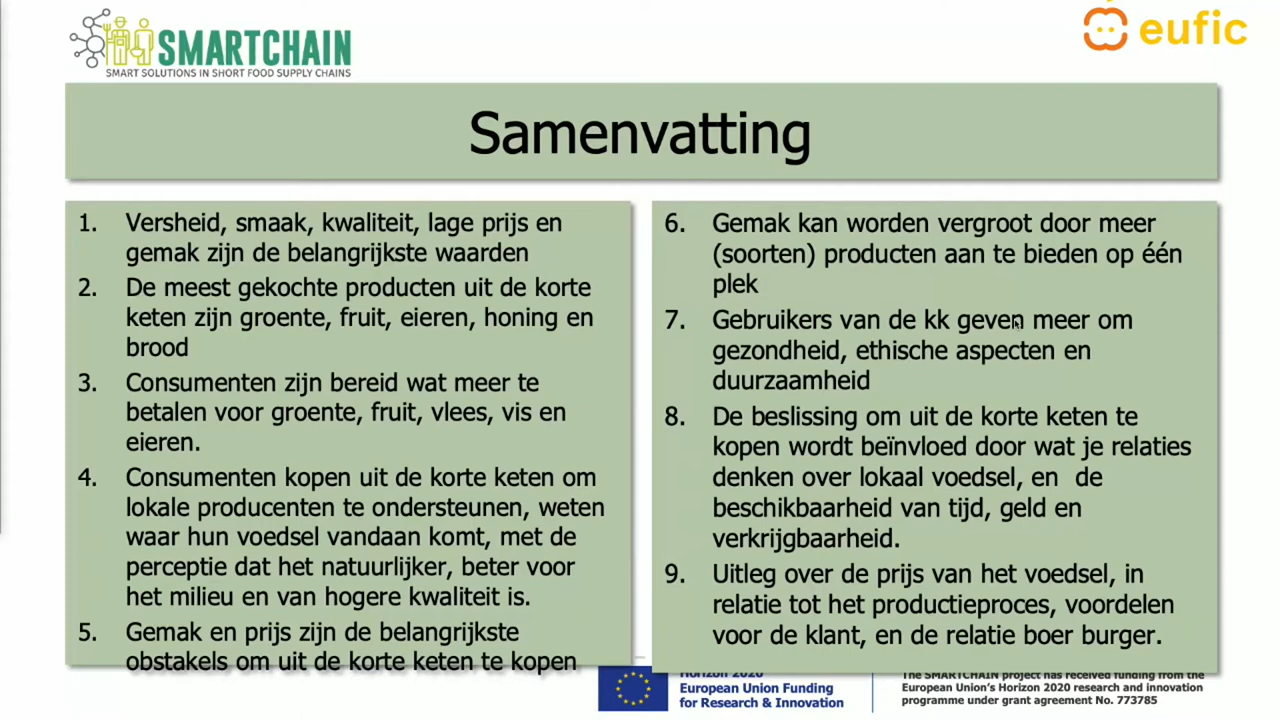 SMARTCHAIN
SMART SOLUTIONS IN SHORT FOOD SUPPLY CHAINS
eufic
Samenvatting
1. Versheid, smaak, kwaliteit, lage prijs en
gemak zijn de belangrijkste waarden
2. De meest gekochte producten uit de korte
keten zijn groente, fruit, eieren, honing en
brood
3. Consumenten zijn bereid wat meer te
betalen voor groente, fruit, vlees, vis en
eieren.
4. Consumenten kopen uit de korte keten om
lokale producenten te ondersteunen, weten
waar hun voedsel vandaan komt, met de
perceptie dat het natuurlijker, beter voor
het milieu en van hogere kwaliteit is.
5. Gemak en prijs zijn de belangrijkste
obstakels om uit de korte keten te kopen
6. Gemak kan worden vergroot door meer
(soorten) producten aan te bieden op één
plek
7. Gebruikers van de kk geven meer om
gezondheid, ethische aspecten en
duurzaamheid
8. De beslissing om uit de korte keten te
kopen wordt beïnvloed door wat je relaties
denken over lokaal voedsel, en de
beschikbaarheid van tijd, geld en
verkrijgbaarheid.
9. Uitleg over de prijs van het voedsel, in
relatie tot het productieproces, voordelen
voor de klant, en de relatie boer burger.
Horizon 2020
European Union Funding
for Research & Innovation
The SMARTCHAIN project has received funding from the
European Union's Horizon 2020 research and innovation
programme under grant agreement No. 773785